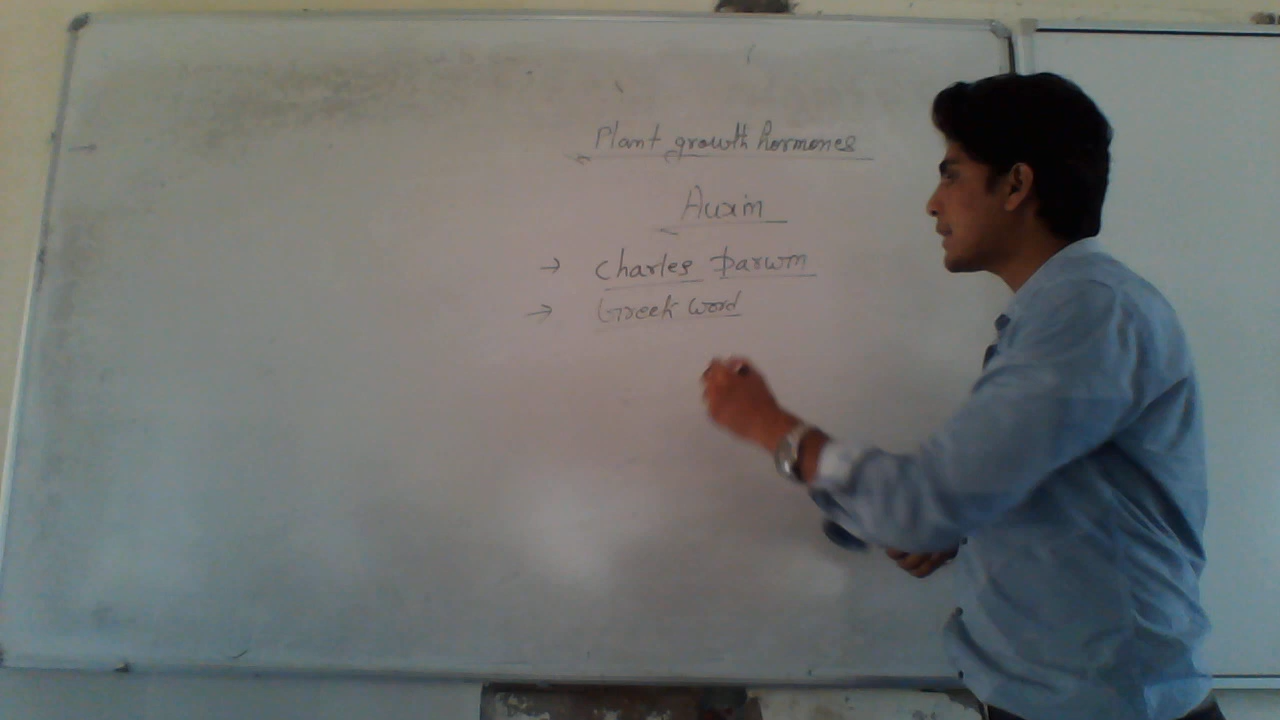 Plant growth hormones
Auxin
→ Charles Darwin
→ Greek word